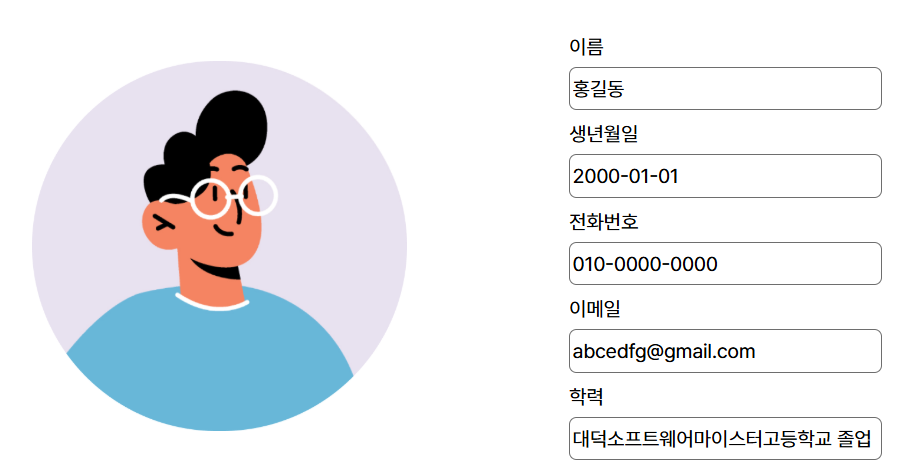 이름
홍길동
생년월일
2000-01-01
전화번호
010-0000-0000
이메일
abcedfg@gmail.com
학력
대덕소프트웨어마이스터고등학교 졸업